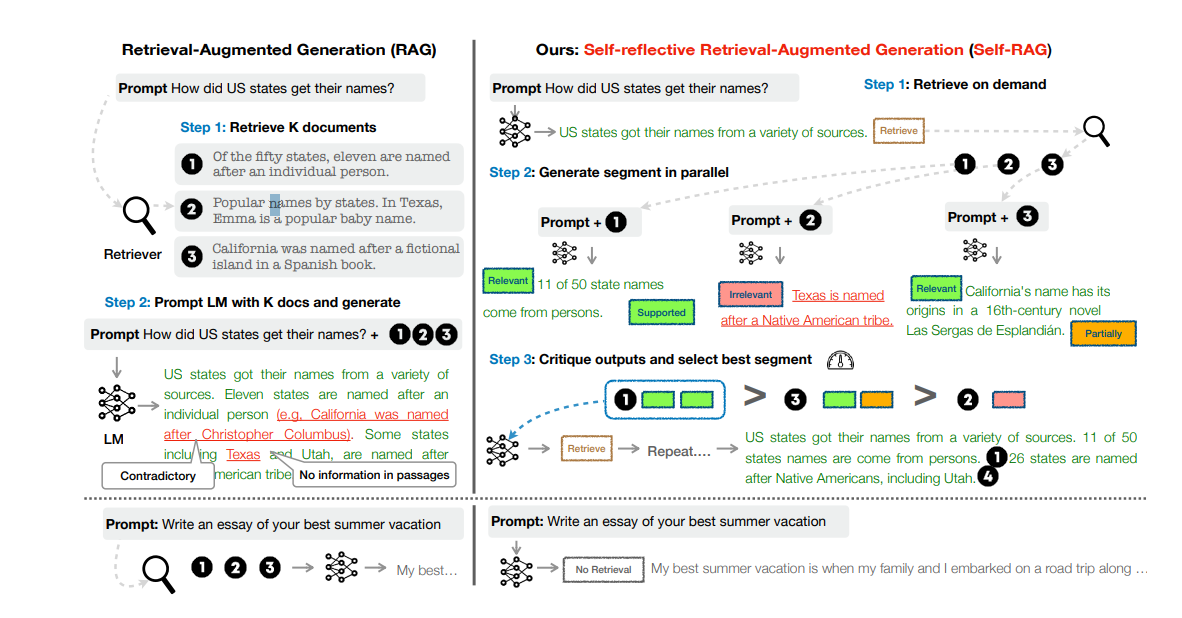 Retrieval-Augmented Generation (RAG)
Prompt How did US states get their names?
Step 1: Retrieve K documents
1 Of the fifty states, eleven are named
after an individual person.
2 Popular names by states. In Texas,
Emma is a popular baby name.
Retriever
3 California was named after a fictional
island in a Spanish book.
Step 2: Prompt LM with K docs and generate
Prompt How did US states get their names? + 1 2 3
LM
US states got their names from a variety of
sources. Eleven states are named after an
individual person (e.g, California was named
after Christopher Columbus). Some states
including Texas and Utah, are named after
merican tribe
Contradictory
No information in passages
Ours: Self-reflective Retrieval-Augmented Generation (Self-RAG)
Prompt How did US states get their names?
Step 1: Retrieve on demand
US states got their names from a variety of sources. Retrieve
1 2 3
Step 2: Generate segment in parallel
Prompt + 1
Prompt + 2
Prompt + 3
Relevant 11 of 50 state names
come from persons. Supported
Irrelevant Texas is named
after a Native American tribe.
Relevant California's name has its
origins in a 16th-century novel
Las Sergas de Esplandián. Partially
Step 3: Critique outputs and select best segment
1 > 3 > 2
Retrieve Repeat....
US states got their names from a variety of sources. 11 of 50
states names are come from persons. 1 26 states are named
after Native Americans, including Utah. 4
Prompt: Write an essay of your best summer vacation
1 2 3 My best...
Prompt: Write an essay of your best summer vacation
No Retrieval My best summer vacation is when my family and I embarked on a road trip along ...